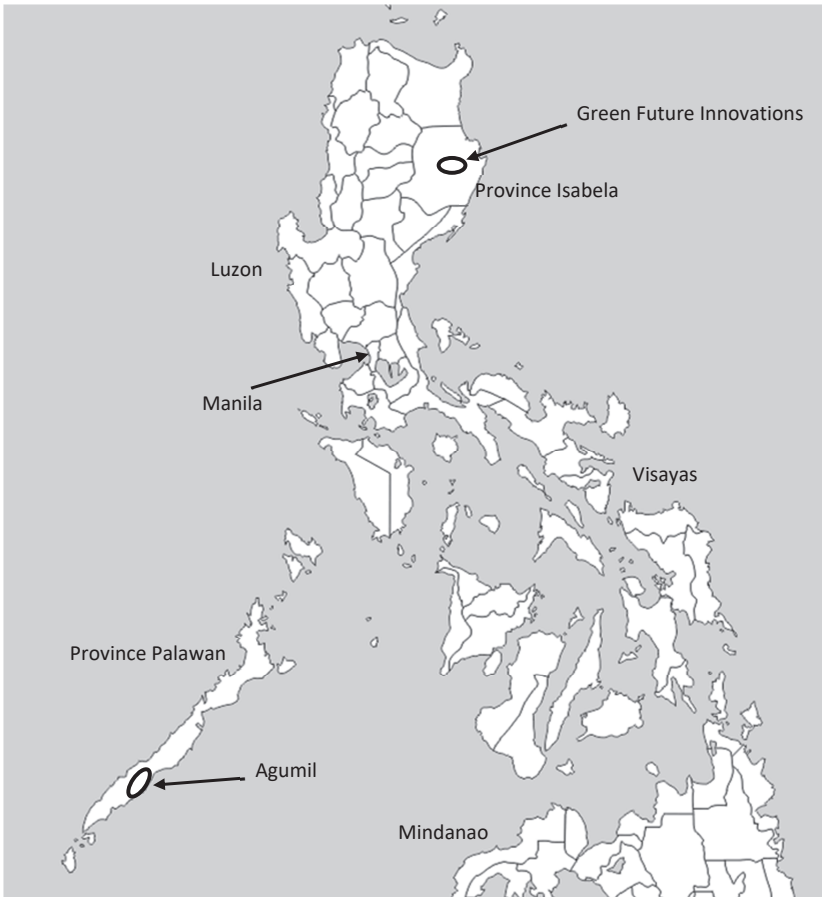 Green Future Innovations
Province Isabela
Luzon
Manila
Visayas
Province Palawan
Agumil
Mindanao